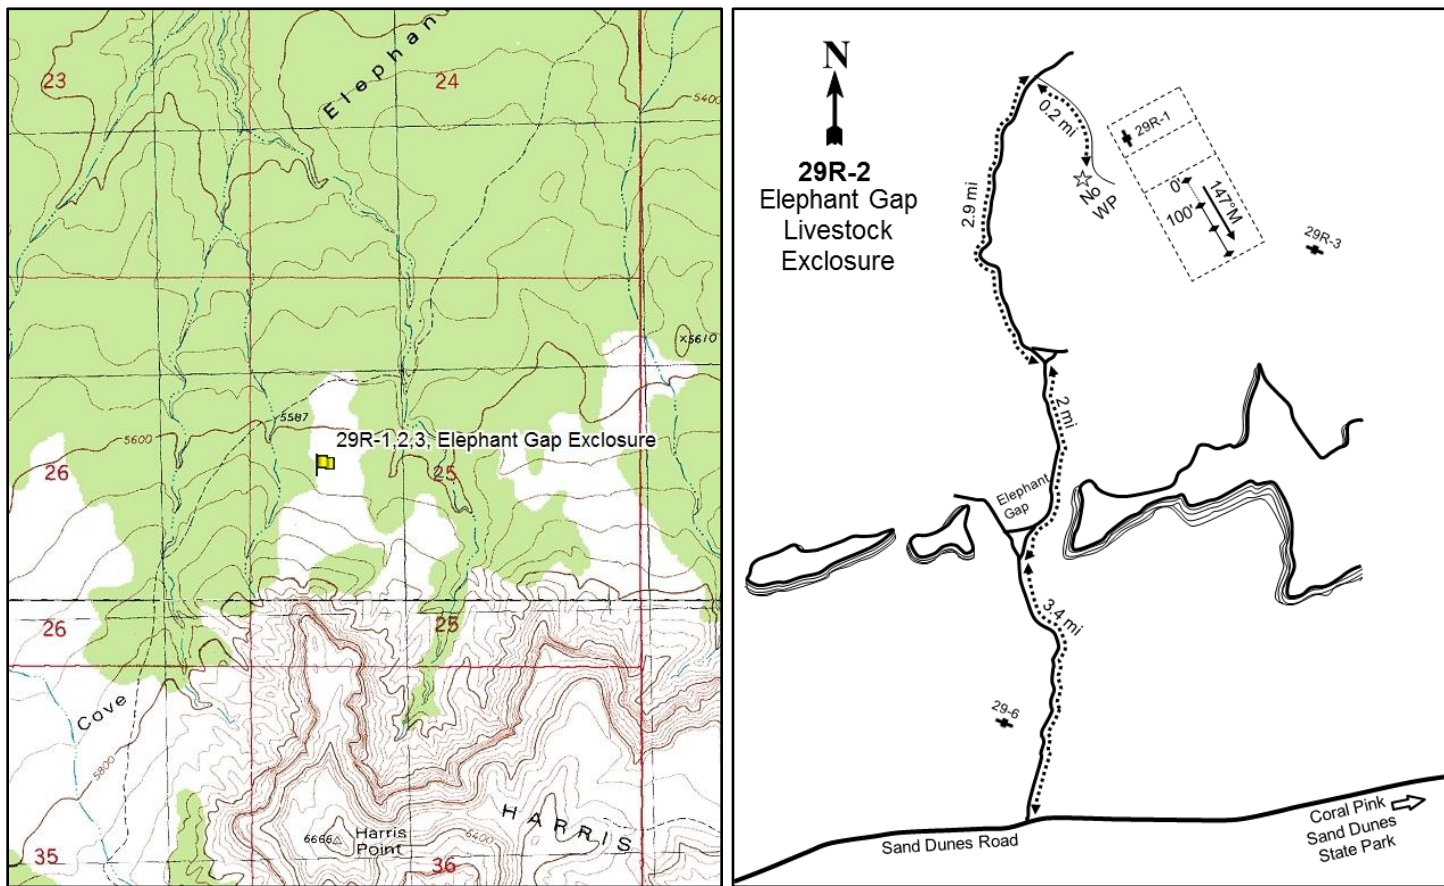 Elephan
23
24
5400
×5610
5587
5600
29R-1,2,3, Elephant Gap Exclosure
26
25
26
25
Cove
5800
HARRIS
6666△
Harris
Point
6400
35
36
N
29R-2
Elephant Gap
Livestock
Exclosure
0.2 mi
29R-1
No
WP
0'
100'
147°M
29R-3
2.9 mi
2 mi
Elephant
Gap
3.4 mi
29-6
Sand Dunes Road
Coral Pink
Sand Dunes
State Park